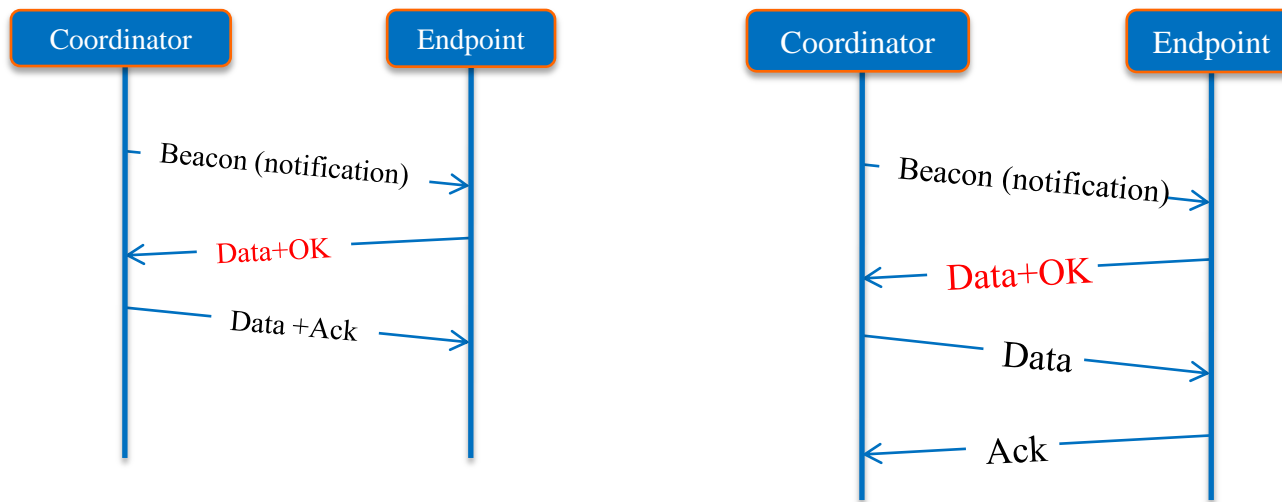 Coordinator
Endpoint
Beacon (notification)
Data+OK
Data +Ack
Coordinator
Endpoint
Beacon (notification)
Data+OK
Data
Ack